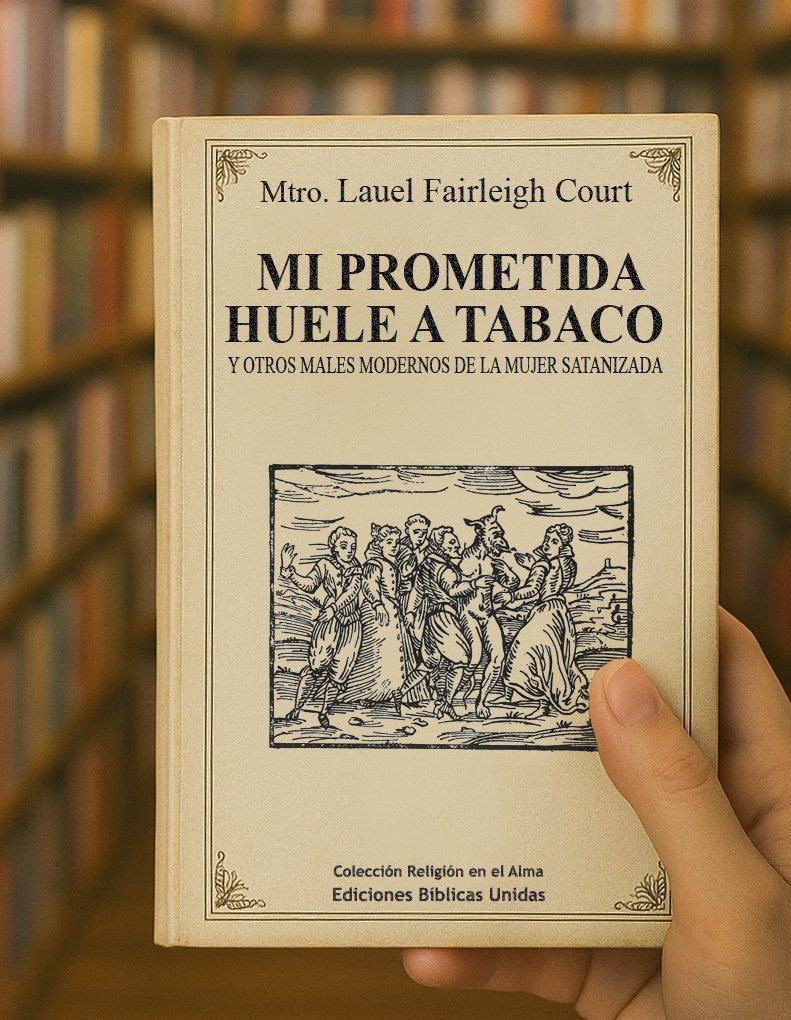 Mtro. Lauel Fairleigh Court
MI PROMETIDA
HUELE A TABACO
Y OTROS MALES MODERNOS DE LA MUJER SATANIZADA
Colección Religión en el Alma
Ediciones Bíblicas Unidas